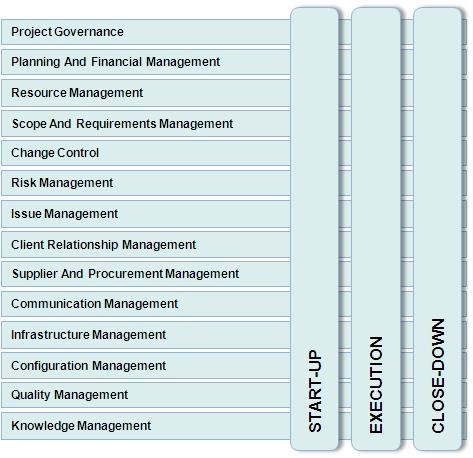 Project Governance
Planning And Financial Management
Resource Management
Scope And Requirements Management
Change Control
Risk Management
Issue Management
Client Relationship Management
Supplier And Procurement Management
Communication Management
Infrastructure Management
Configuration Management
Quality Management
Knowledge Management
START-UP
EXECUTION
CLOSE-DOWN